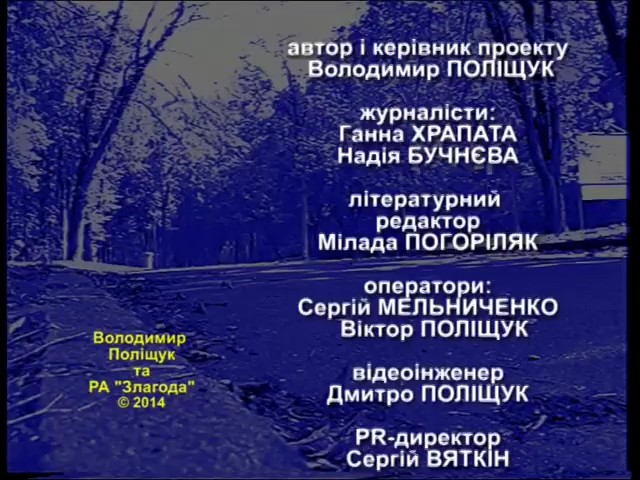 автор і керівник проекту
Володимир ПОЛІЩУК
журналісти:
Ганна ХРАПАТА
Надія БУЧНЄВА
літературний
редактор
Мілада ПОГОРІЛЯК
оператори:
Сергій МЕЛЬНИЧЕНКО
Віктор ПОЛІЩУК
відеоінженер
Дмитро ПОЛІЩУК
PR-директор
Сергій ВЯТКІН
Володимир
Поліщук
та
РА "Злагода"
© 2014